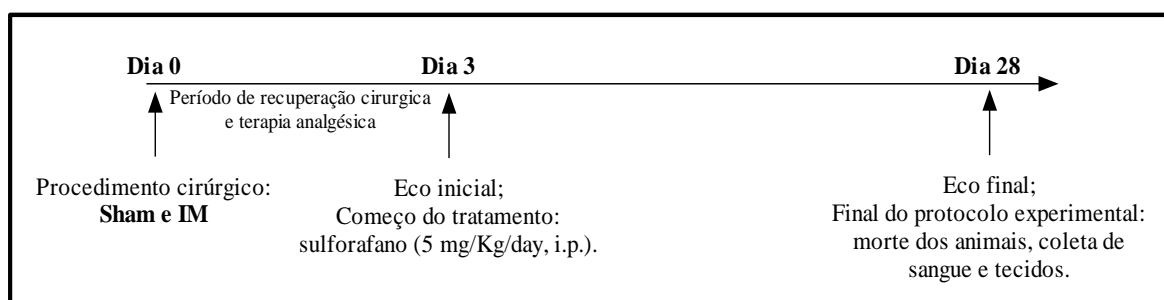 Dia 0
Dia 3
Dia 28
Período de recuperação cirurgica
e terapia analgésica
Procedimento cirúrgico:
Sham e IM
Eco inicial;
Começo do tratamento:
sulforafano (5 mg/Kg/day, i.p.).
Eco final;
Final do protocolo experimental:
morte dos animais, coleta de
sangue e tecidos.